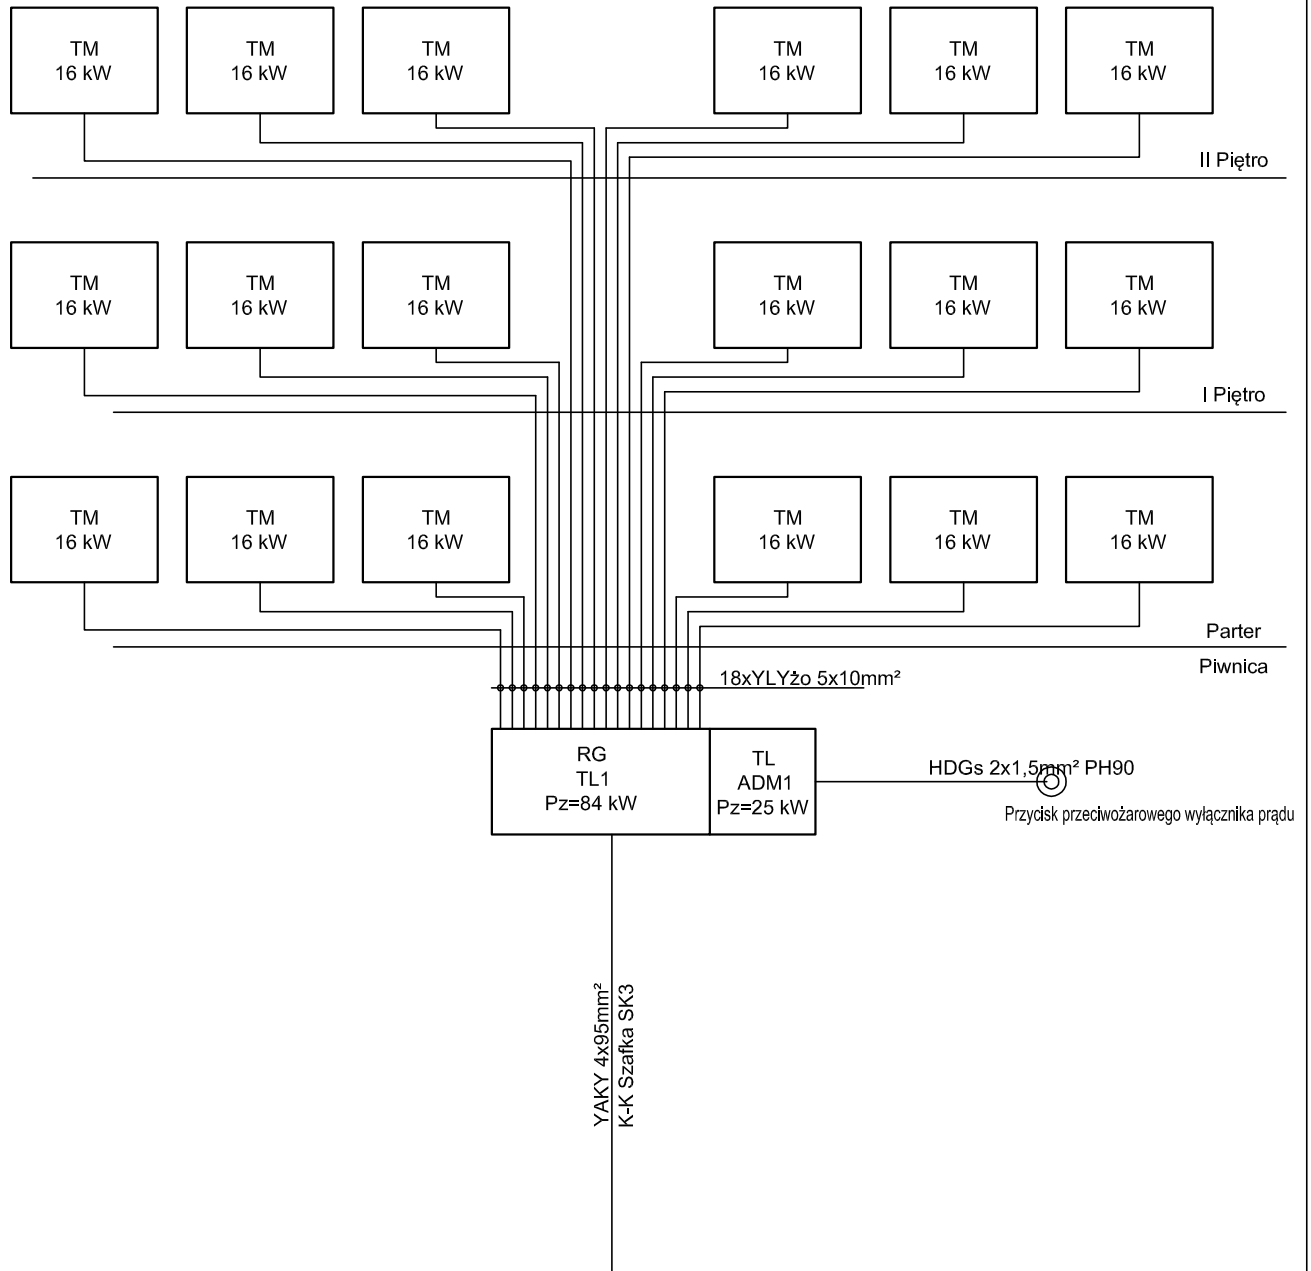 TM
16 kW
TM
16 kW
TM
16 kW
TM
16 kW
TM
16 kW
TM
16 kW
II Piętro
TM
16 kW
TM
16 kW
TM
16 kW
TM
16 kW
TM
16 kW
TM
16 kW
I Piętro
TM
16 kW
TM
16 kW
TM
16 kW
TM
16 kW
TM
16 kW
TM
16 kW
Parter
Piwnica
18xYLYżo 5x10mm²
RG
TL1
Pz=84 kW
TL
ADM1
Pz=25 kW
HDGs 2x1,5mm² PH90
Przycisk przeciwożarowego wyłącznika prądu
YAKY 4x95mm²
K-K Szafka SK3